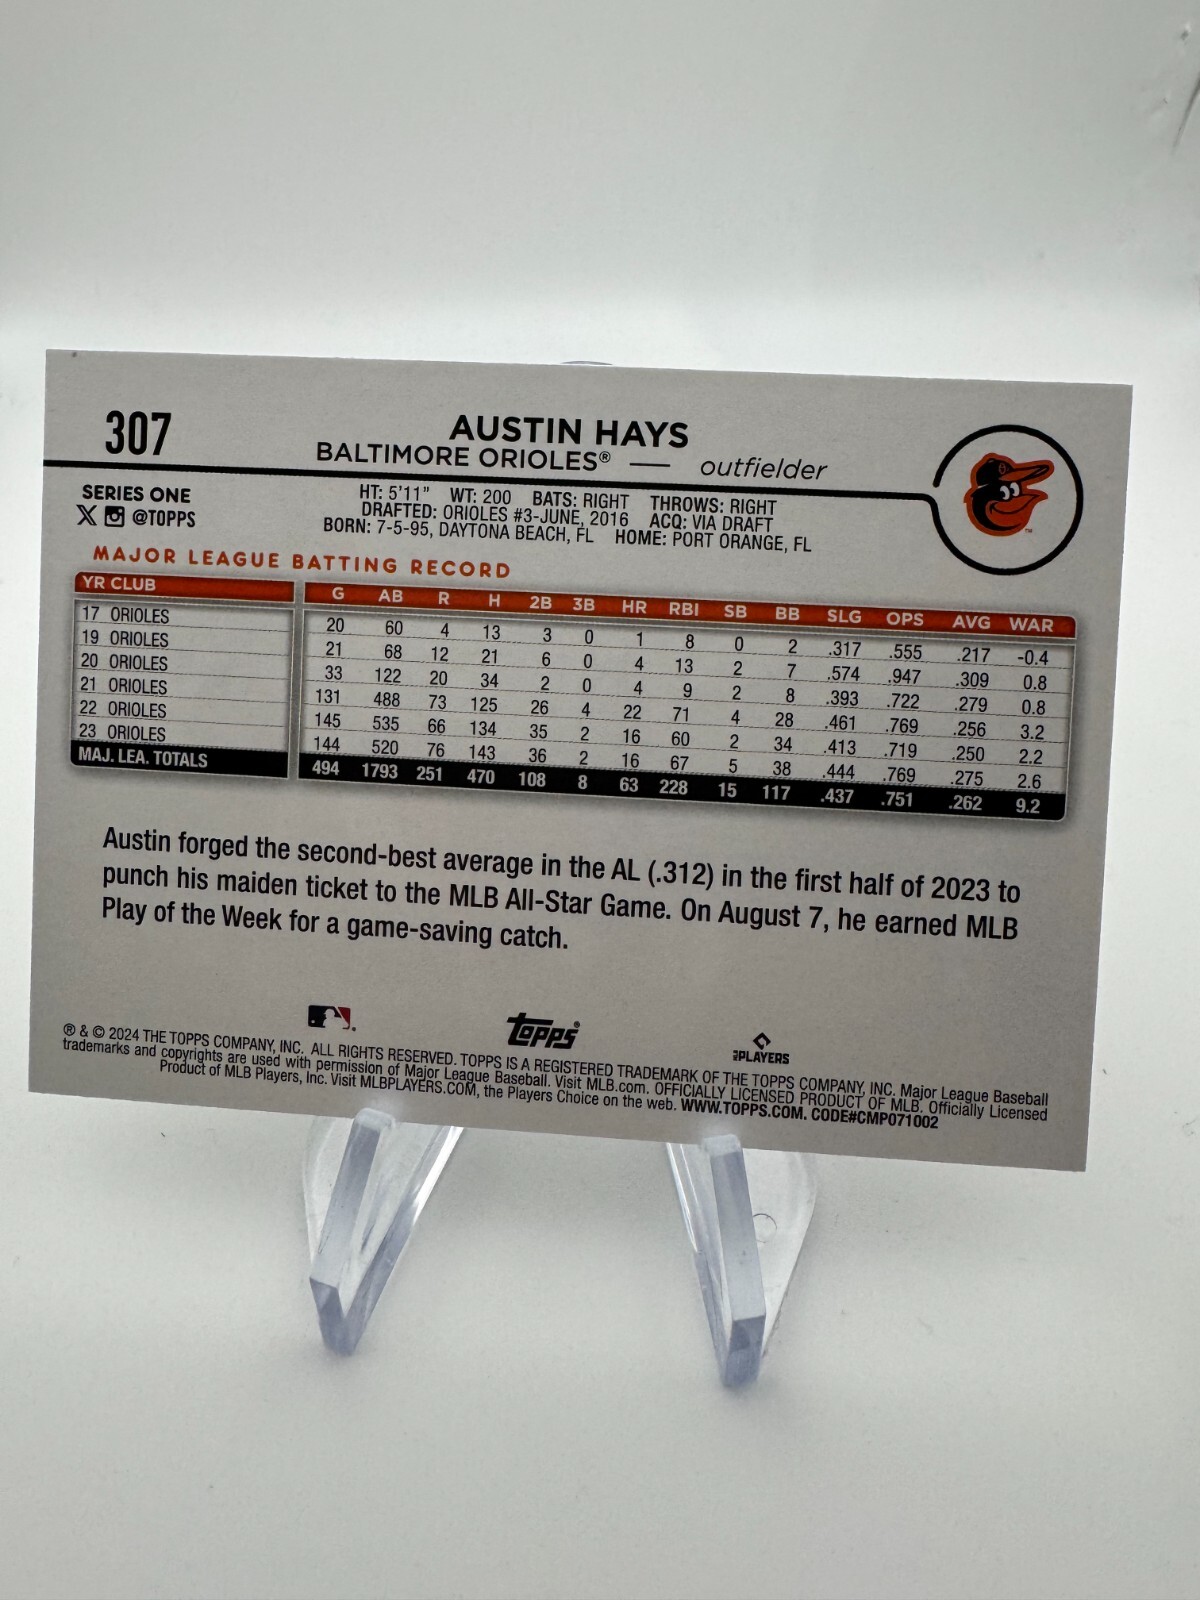 307
AUSTIN HAYS
BALTIMORE ORIOLES® — outfielder
SERIES ONE
X @TOPPS
HT: 5'11" WT: 200 BATS: RIGHT THROWS: RIGHT
DRAFTED: ORIOLES #3-JUNE, 2016 ACQ: VIA DRAFT
BORN: 7-5-95, DAYTONA BEACH, FL HOME: PORT ORANGE, FL
™
MAJOR LEAGUE BATTING RECORD
YR CLUB G AB R H 2B 3B HR RBI SB BB SLG OPS AVG WAR
17 ORIOLES 20 60 4 13 3 0 1 8 0 2 .317 .555 .217 -0.4
19 ORIOLES 21 68 12 21 6 0 4 13 2 7 .574 .947 .309 0.8
20 ORIOLES 33 122 20 34 2 0 4 9 2 8 .393 .722 .279 0.8
21 ORIOLES 131 488 73 125 26 4 22 71 4 28 .461 .769 .256 3.2
22 ORIOLES 145 535 66 134 35 2 16 60 2 34 .413 .719 .250 2.2
23 ORIOLES 144 520 76 143 36 2 16 67 5 38 .444 .769 .275 2.6
MAJ. LEA. TOTALS 494 1793 251 470 108 8 63 228 15 117 .437 .751 .262 9.2
Austin forged the second-best average in the AL (.312) in the first half of 2023 to
punch his maiden ticket to the MLB All-Star Game. On August 7, he earned MLB
Play of the Week for a game-saving catch.
Topps®
MLB PLAYERS
® & © 2024 THE TOPPS COMPANY, INC. ALL RIGHTS RESERVED. TOPPS IS A REGISTERED TRADEMARK OF THE TOPPS COMPANY, INC. Major League Baseball
trademarks and copyrights are used with permission of Major League Baseball. Visit MLB.com. OFFICIALLY LICENSED PRODUCT OF MLB. Officially Licensed
Product of MLB Players, Inc. Visit MLBPLAYERS.COM, the Players Choice on the web. WWW.TOPPS.COM. CODE#CMP071002